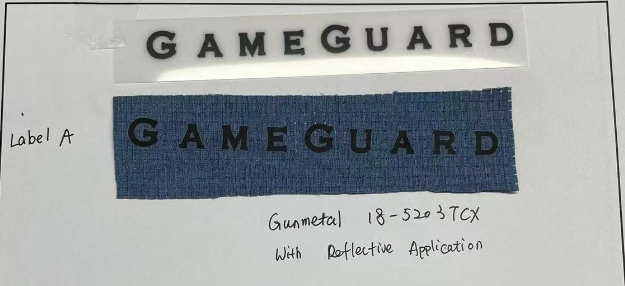 GAMEGUARD
GAMEGUARD
Label A
Gunmetal 18-5203TCX
With Reflective Application